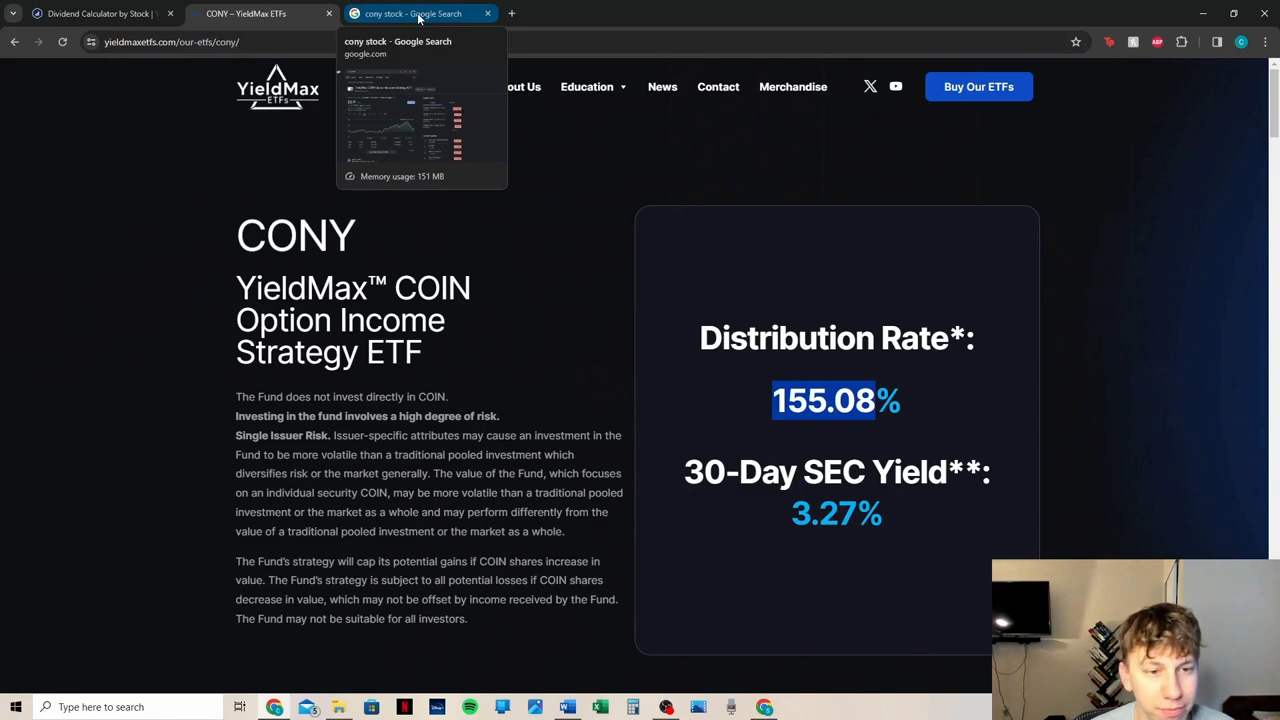 Dividend Calculator by Stock |
CONY – YieldMax ETFs
cony stock - Google Search
yieldmaxetfs.com/our-etfs/cony/
cony stock - Google Search
google.com
Memory usage: 151 MB
YieldMax
ETFs
out Us
Education
News
Contact
Merchandise
Buy Our ETFs
CONY
YieldMax™ COIN
Option Income
Strategy ETF
The Fund does not invest directly in COIN.
Investing in the fund involves a high degree of risk.
Single Issuer Risk. Issuer-specific attributes may cause an investment in the
Fund to be more volatile than a traditional pooled investment which
diversifies risk or the market generally. The value of the Fund, which focuses
on an individual security COIN, may be more volatile than a traditional pooled
investment or the market as a whole and may perform differently from the
value of a traditional pooled investment or the market as a whole.
The Fund's strategy will cap its potential gains if COIN shares increase in
value. The Fund's strategy is subject to all potential losses if COIN shares
decrease in value, which may not be offset by income received by the Fund.
The Fund may not be suitable for all investors.
Distribution Rate*:
155.08%
30-Day SEC Yield**:
3.27%
Type here to search